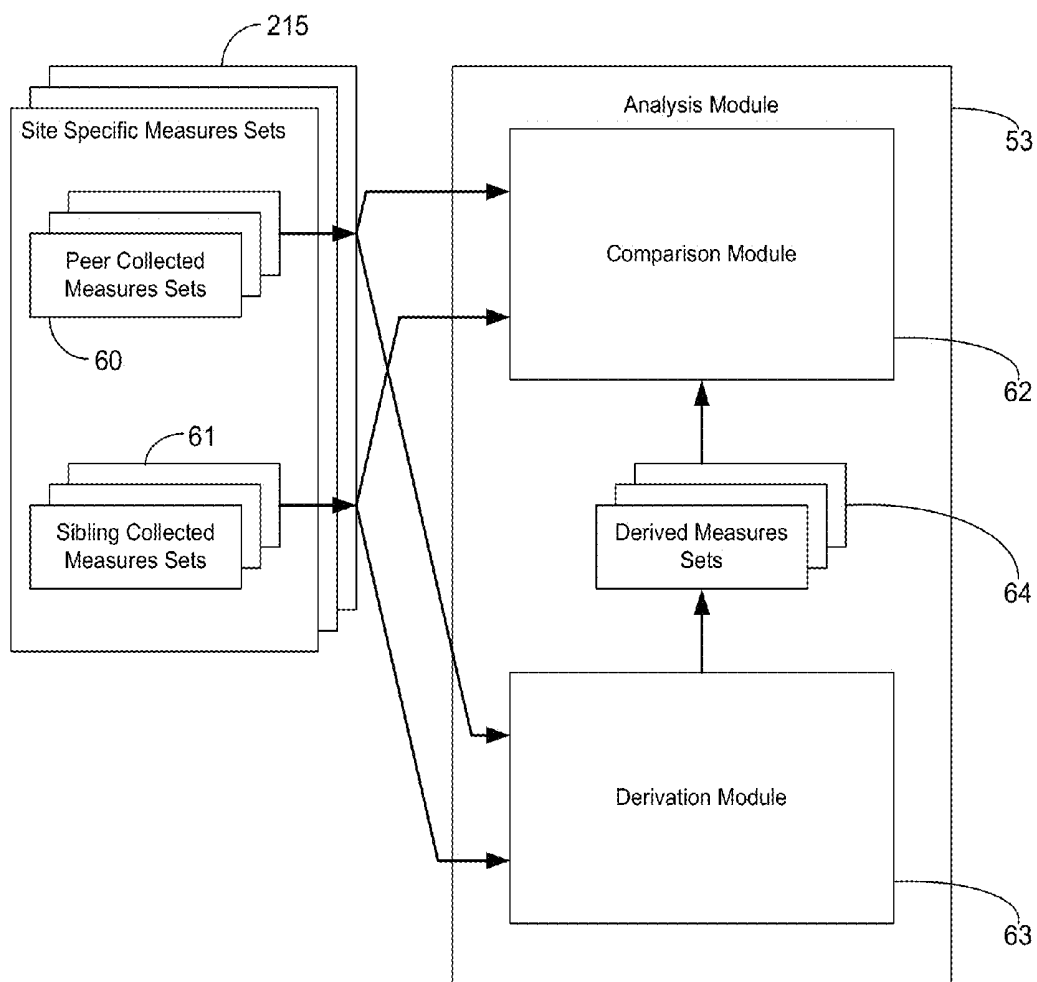 215
Site Specific Measures Sets
Peer Collected
Measures Sets
60
61
Sibling Collected
Measures Sets
Analysis Module
53
Comparison Module
62
Derived Measures
Sets
64
Derivation Module
63